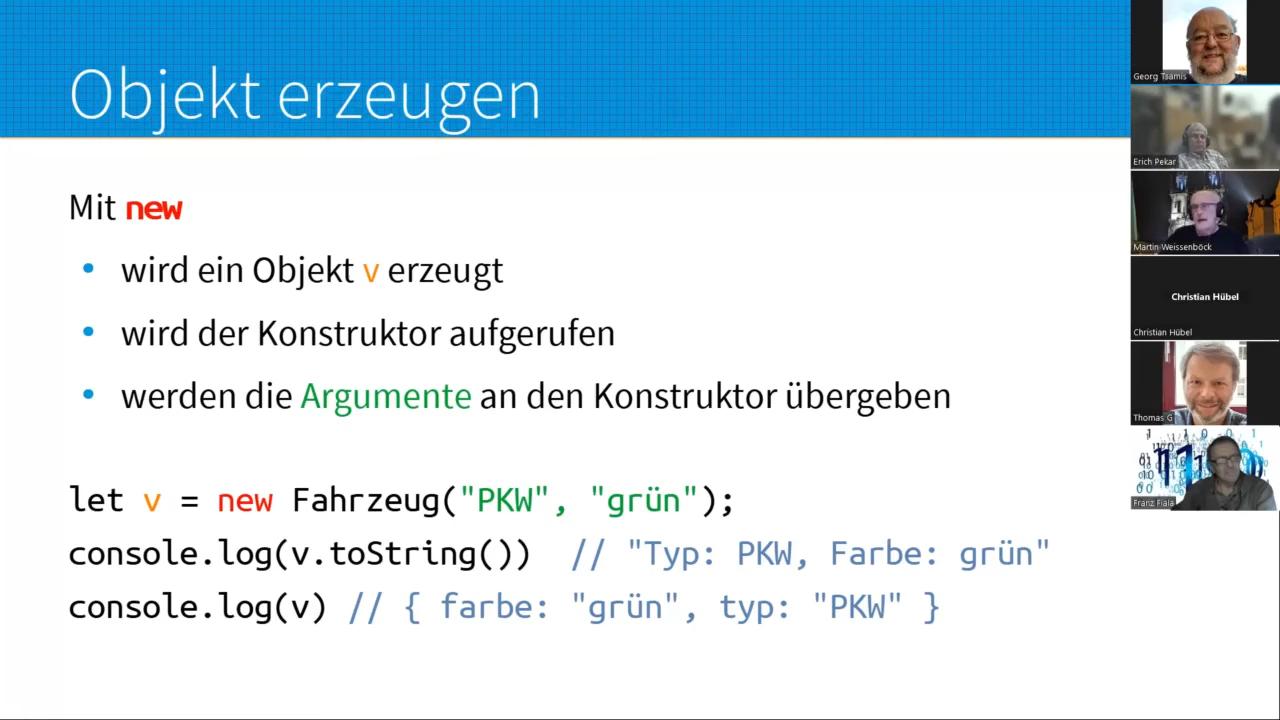 Objekt erzeugen
Mit new
• wird ein Objekt v erzeugt
• wird der Konstruktor aufgerufen
• werden die Argumente an den Konstruktor übergeben
let v = new Fahrzeug("PKW", "grün");
console.log(v.toString()) // "Typ: PKW, Farbe: grün"
console.log(v) // { farbe: "grün", typ: "PKW" }
Georg Tsamis
Erich Pekar
Martin Weissenböck
Christian Hübel
Christian Hübel
Thomas G
Franz Fiala